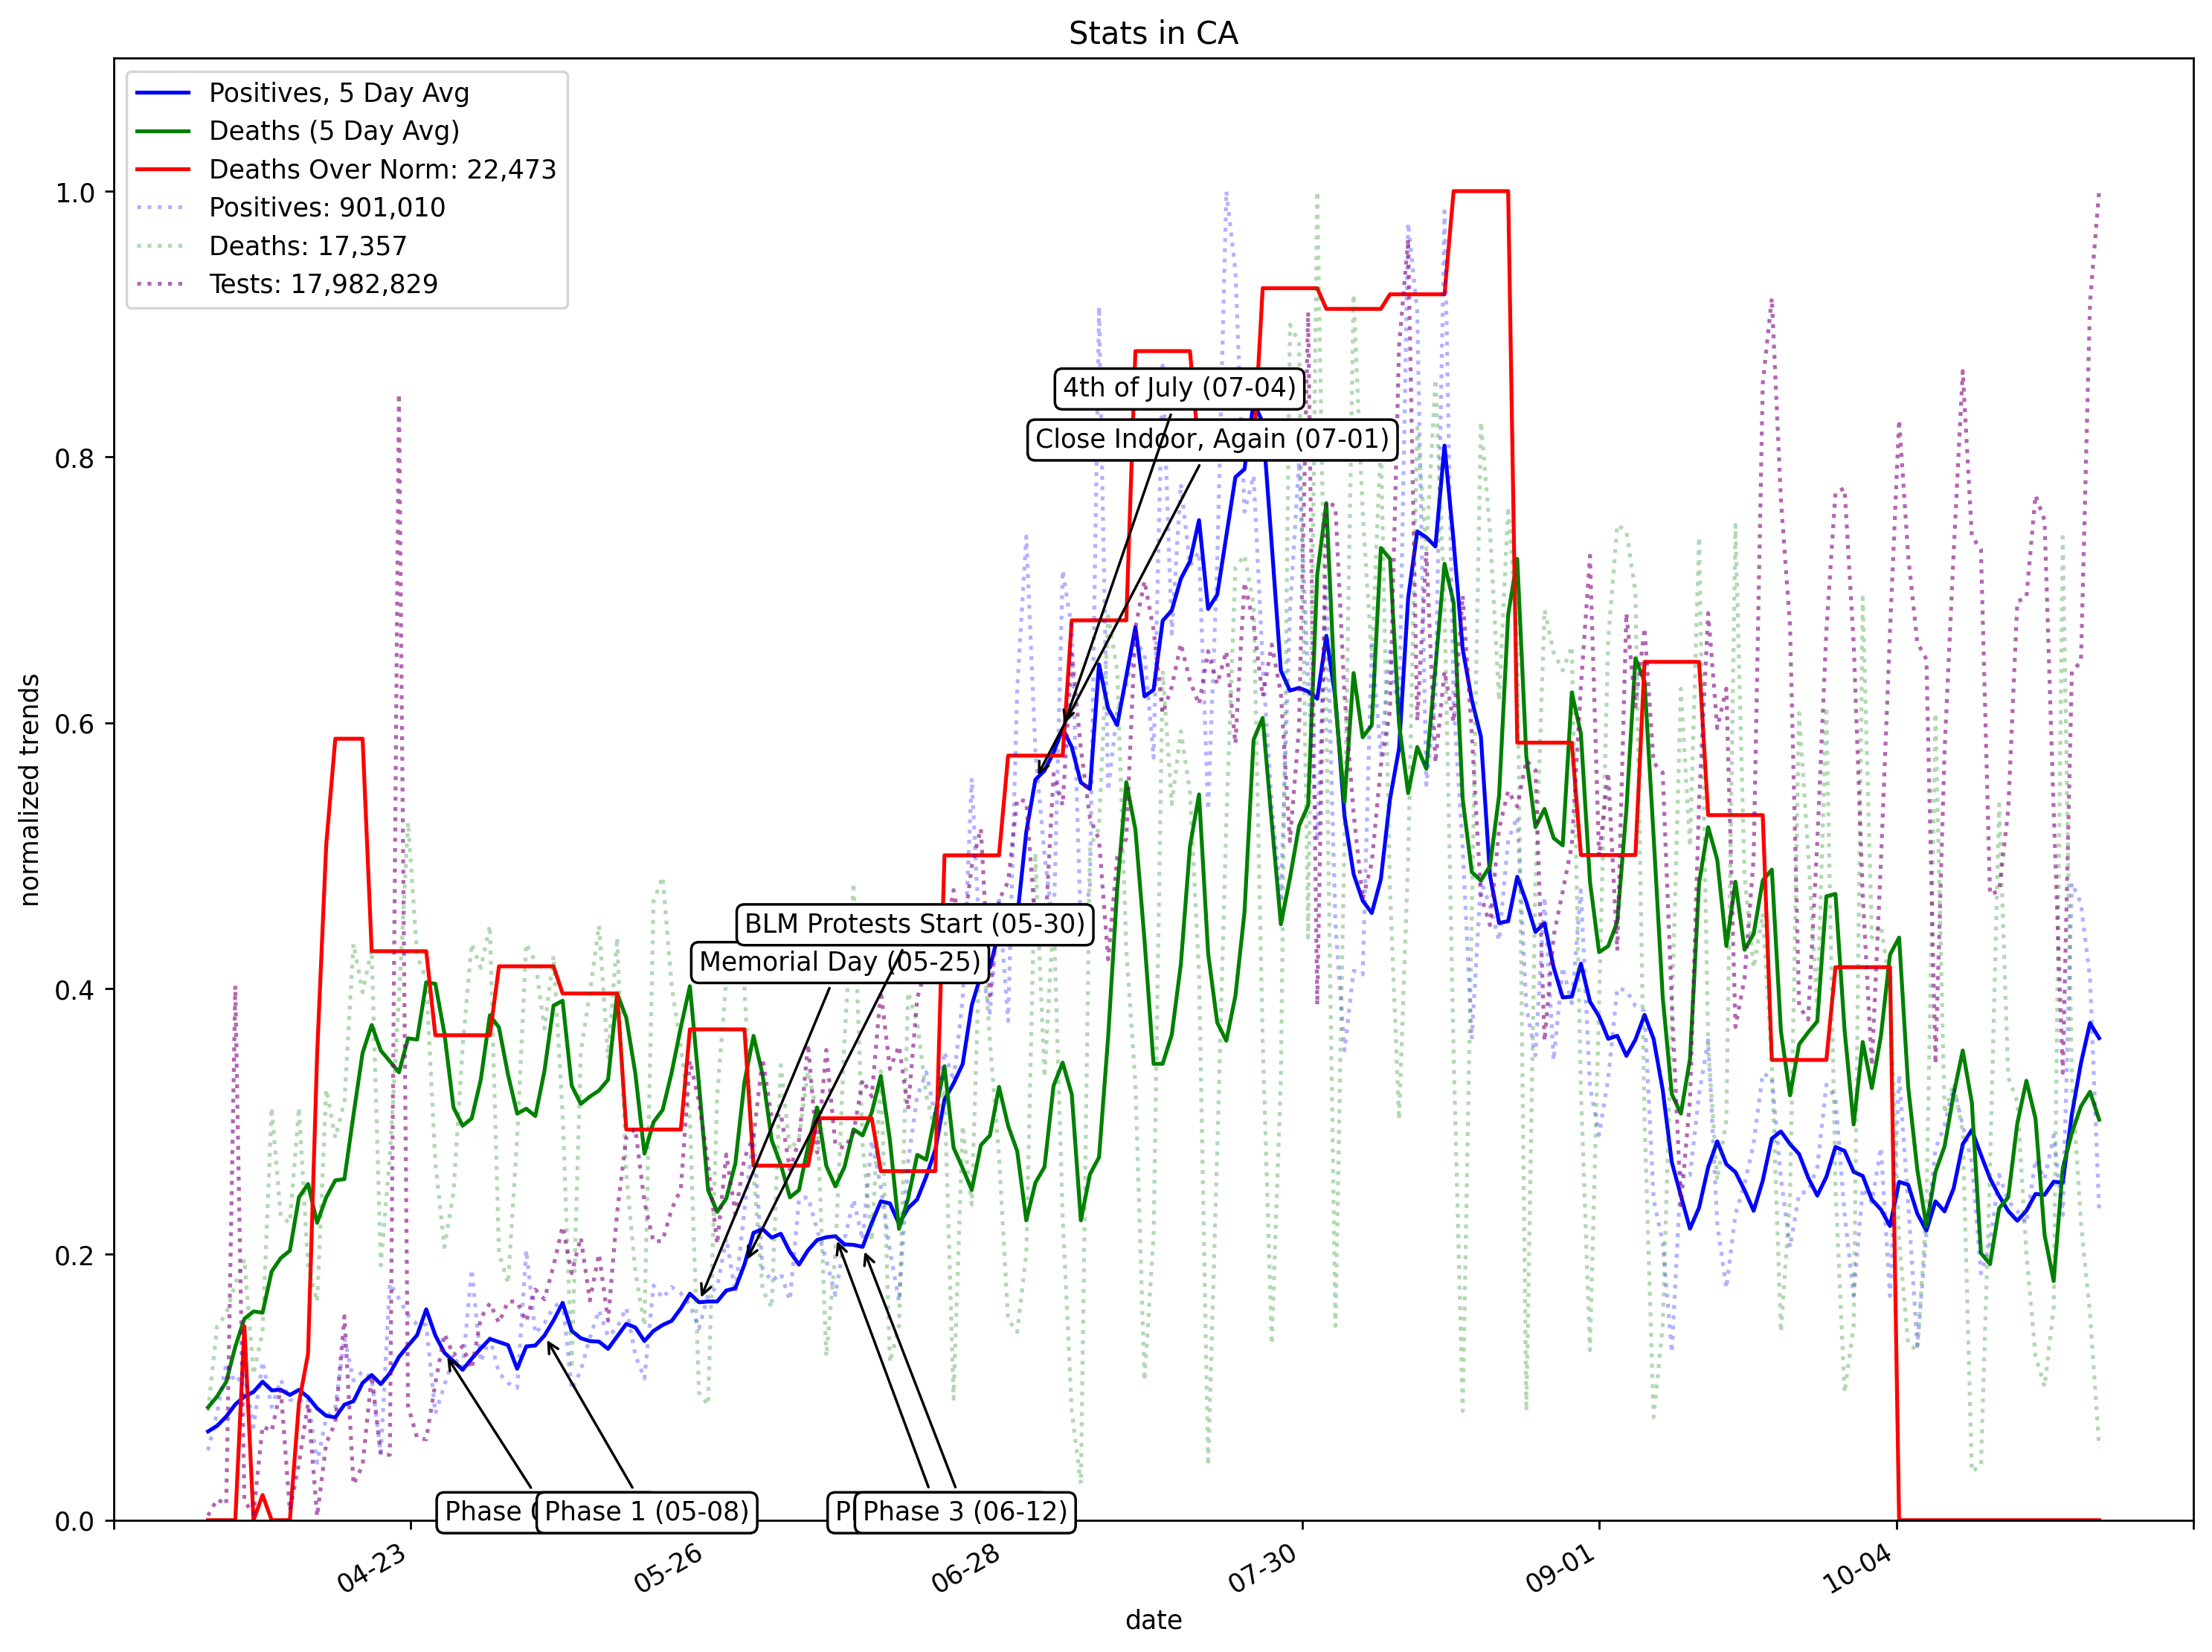 Stats in CA
Positives, 5 Day Avg
Deaths (5 Day Avg)
Deaths Over Norm: 22,473
Positives: 901,010
Deaths: 17,357
Tests: 17,982,829
normalized trends
1.0
0.8
0.6
0.4
0.2
0.0
4th of July (07-04)
Close Indoor, Again (07-01)
BLM Protests Start (05-30)
Memorial Day (05-25)
Phase
Phase 1 (05-08)
Phase 3 (06-12)
04-23
05-26
06-28
07-30
09-01
10-04
date